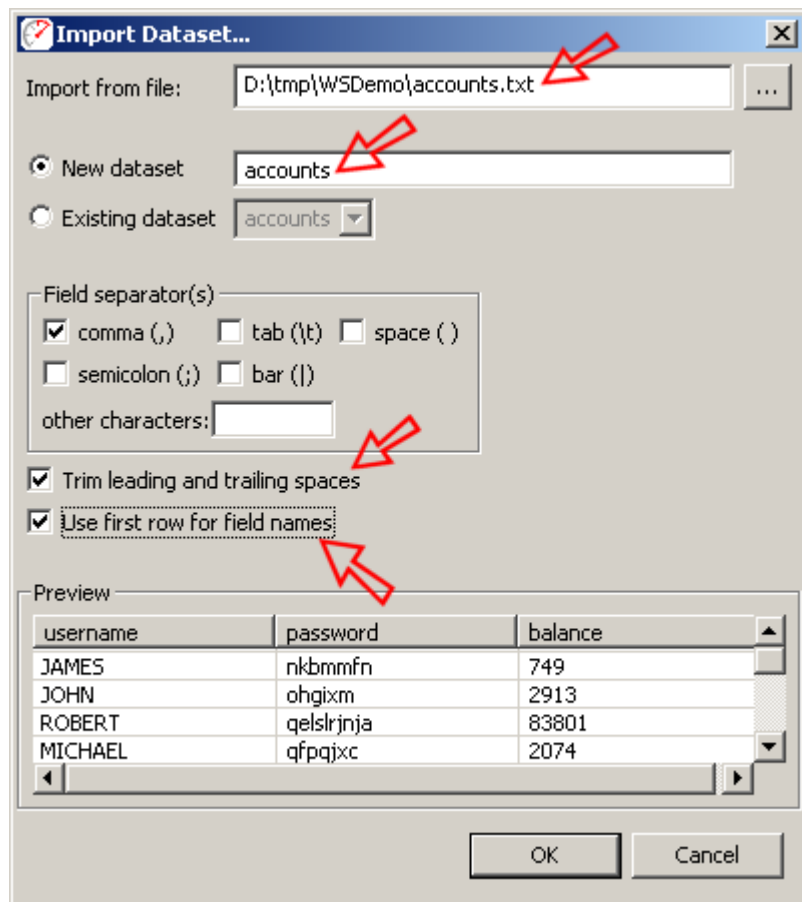 Import Dataset...
Import from file: D:\tmp\WSDemo\accounts.txt ...
New dataset accounts
Existing dataset accounts
Field separator(s)
comma (,) tab (\t) space ( )
semicolon (;) bar (|)
other characters:
Trim leading and trailing spaces
Use first row for field names
Preview
username password balance
JAMES nkbmmfn 749
JOHN ohgixm 2913
ROBERT qelslrjnja 83801
MICHAEL qfpqjxc 2074
OK Cancel